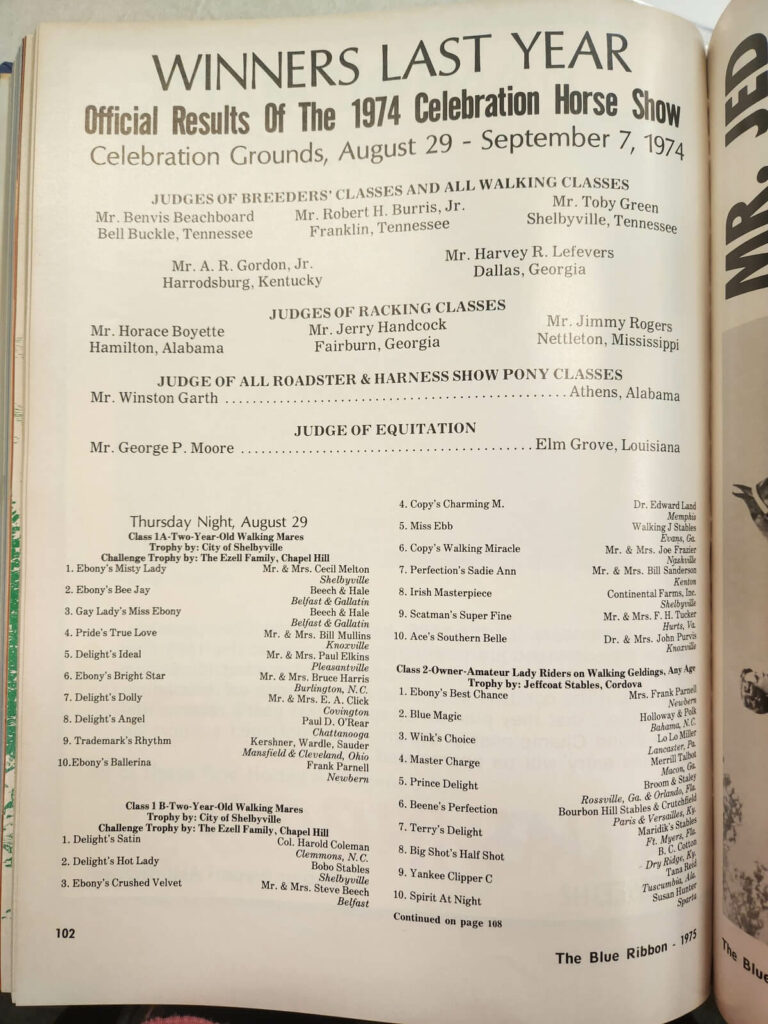 WINNERS LAST YEAR
Official Results Of The 1974 Celebration Horse Show
Celebration Grounds, August 29 - September 7, 1974
JUDGES OF BREEDERS' CLASSES AND ALL WALKING CLASSES
Mr. Benvis Beachboard Mr. Robert H. Burris, Jr. Mr. Toby Green
Bell Buckle, Tennessee Franklin, Tennessee Shelbyville, Tennessee
Mr. A. R. Gordon, Jr. Mr. Harvey R. Lefevers
Harrodsburg, Kentucky Dallas, Georgia
JUDGES OF RACKING CLASSES
Mr. Horace Boyette Mr. Jerry Handcock Mr. Jimmy Rogers
Hamilton, Alabama Fairburn, Georgia Nettleton, Mississippi
JUDGE OF ALL ROADSTER & HARNESS SHOW PONY CLASSES
Mr. Winston Garth ................................................ Athens, Alabama
JUDGE OF EQUITATION
Mr. George P. Moore ........................................ Elm Grove, Louisiana
Thursday Night, August 29
Class 1A-Two-Year-Old Walking Mares
Trophy by: City of Shelbyville
Challenge Trophy by: The Ezell Family, Chapel Hill
1. Ebony's Misty Lady Mr. & Mrs. Cecil Melton
Shelbyville
2. Ebony's Bee Jay Beech & Hale
Belfast & Gallatin
3. Gay Lady's Miss Ebony Beech & Hale
Belfast & Gallatin
4. Pride's True Love Mr. & Mrs. Bill Mullins
Knoxville
5. Delight's Ideal Mr. & Mrs. Paul Elkins
Pleasantville
6. Ebony's Bright Star Mr. & Mrs. Bruce Harris
Burlington, N.C.
7. Delight's Dolly Mr. & Mrs. E. A. Click
Covington
8. Delight's Angel Paul D. O'Rear
Chattanooga
9. Trademark's Rhythm Kershner, Wardle, Sauder
Mansfield & Cleveland, Ohio
10. Ebony's Ballerina Frank Parnell
Newbern
Class 1 B-Two-Year-Old Walking Mares
Trophy by: City of Shelbyville
Challenge Trophy by: The Ezell Family, Chapel Hill
1. Delight's Satin Col. Harold Coleman
Clemmons, N.C.
2. Delight's Hot Lady Bobo Stables
Shelbyville
3. Ebony's Crushed Velvet Mr. & Mrs. Steve Beech
Belfast
4. Copy's Charming M. Dr. Edward Land
Memphis
5. Miss Ebb Walking J Stables
Evans, Ga.
6. Copy's Walking Miracle Mr. & Mrs. Joe Frazier
Nashville
7. Perfection's Sadie Ann Mr. & Mrs. Bill Sanderson
Kenton
8. Irish Masterpiece Continental Farms, Inc.
Shelbyville
9. Scatman's Super Fine Mr. & Mrs. F. H. Tucker
Hurts, Va.
10. Ace's Southern Belle Dr. & Mrs. John Purvis
Knoxville
Class 2-Owner-Amateur Lady Riders on Walking Geldings, Any Age
Trophy by: Jeffcoat Stables, Cordova
1. Ebony's Best Chance Mrs. Frank Parnell
Newbern
2. Blue Magic Holloway & Polk
Bahama, N.C.
3. Wink's Choice Lo Lo Miller
Lancaster, Pa.
4. Master Charge Merrill Talbot
Macon, Ga.
5. Prince Delight Broom & Staley
Rossville, Ga. & Orlando, Fla.
6. Beene's Perfection Bourbon Hill Stables & Crutchfield
Paris & Versailles, Ky.
7. Terry's Delight Maridik's Stables
Ft. Myers, Fla.
8. Big Shot's Half Shot B. C. Cotton
Dry Ridge, Ky.
9. Yankee Clipper C Tana Reid
Tuscumbia, Ala.
10. Spirit At Night Susan Hunter
Sparta
Continued on page 108
102
The Blue Ribbon - 1975
MR. JED
The Blue